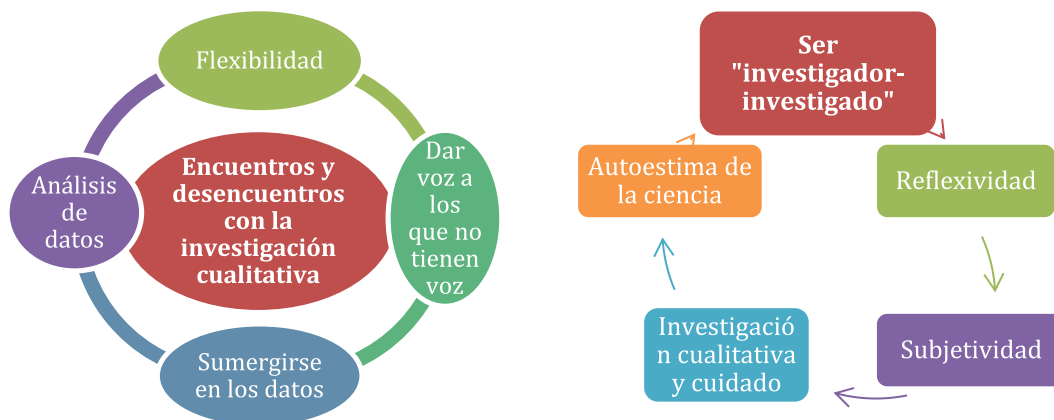 Flexibilidad
Encuentros y
desencuentros
con la
investigación
cualitativa
Dar
voz a
los
que no
tienen
voz
Análisis
de
datos
Sumergirse
en los datos
Ser
"investigador-
investigado"
Reflexividad
Subjetividad
Investigació
n cualitativa
y cuidado
Autoestima de
la ciencia